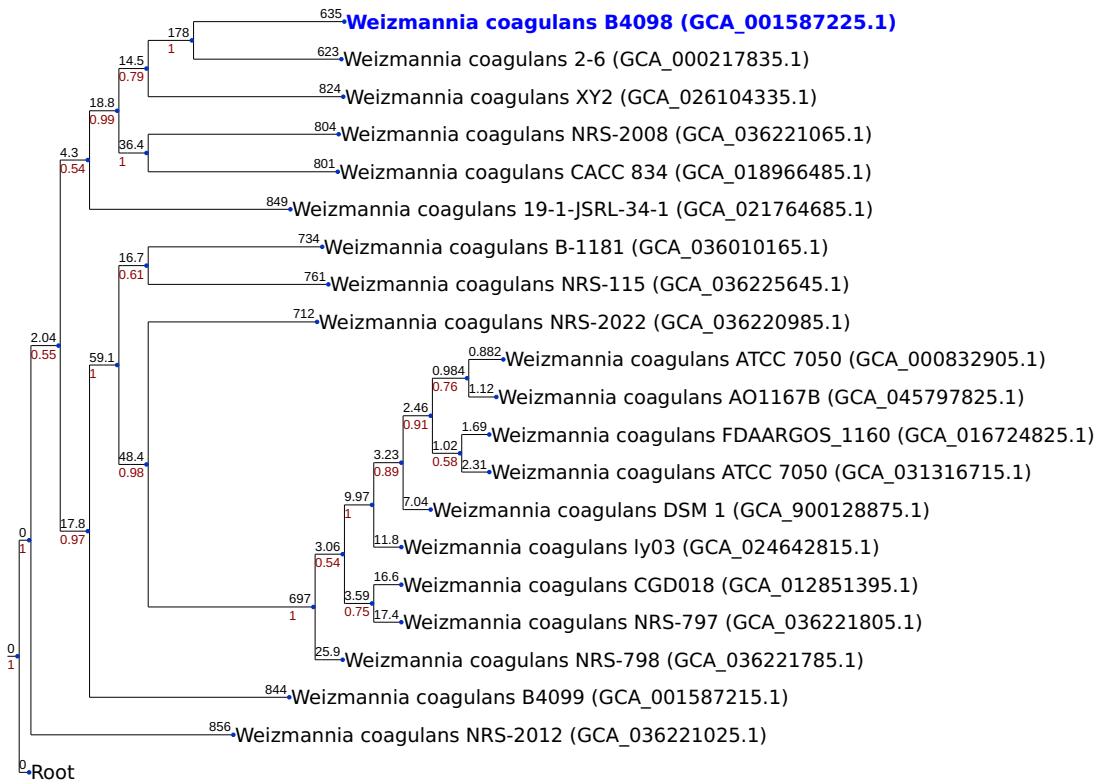 635
Weizmannia coagulans B4098 (GCA_001587225.1)
178
1
623
Weizmannia coagulans 2-6 (GCA_000217835.1)
14.5
0.79
824
Weizmannia coagulans XY2 (GCA_026104335.1)
18.8
0.99
804
Weizmannia coagulans NRS-2008 (GCA_036221065.1)
36.4
1
801
Weizmannia coagulans CACC 834 (GCA_018966485.1)
4.3
0.54
849
Weizmannia coagulans 19-1-JSRL-34-1 (GCA_021764685.1)
734
Weizmannia coagulans B-1181 (GCA_036010165.1)
16.7
0.61
761
Weizmannia coagulans NRS-115 (GCA_036225645.1)
712
Weizmannia coagulans NRS-2022 (GCA_036220985.1)
2.04
0.55
59.1
1
0.882
Weizmannia coagulans ATCC 7050 (GCA_000832905.1)
0.984
0.76
1.12
Weizmannia coagulans AO1167B (GCA_045797825.1)
2.46
0.91
1.69
Weizmannia coagulans FDAARGOS_1160 (GCA_016724825.1)
1.02
0.58
2.31
Weizmannia coagulans ATCC 7050 (GCA_031316715.1)
48.4
0.98
3.23
0.89
7.04
Weizmannia coagulans DSM 1 (GCA_900128875.1)
9.97
1
17.8
0.97
0
1
11.8
Weizmannia coagulans ly03 (GCA_024642815.1)
3.06
0.54
16.6
Weizmannia coagulans CGD018 (GCA_012851395.1)
3.59
0.75
697
1
17.4
Weizmannia coagulans NRS-797 (GCA_036221805.1)
0
1
25.9
Weizmannia coagulans NRS-798 (GCA_036221785.1)
844
Weizmannia coagulans B4099 (GCA_001587215.1)
856
Weizmannia coagulans NRS-2012 (GCA_036221025.1)
0
Root